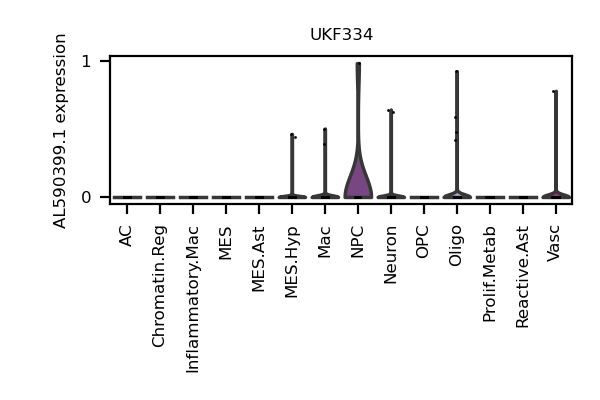 UKF334
AL590399.1 expression
1
0
AC
Chromatin.Reg
Inflammatory.Mac
MES
MES.Ast
MES.Hyp
Mac
NPC
Neuron
OPC
Oligo
Prolif.Metab
Reactive.Ast
Vasc